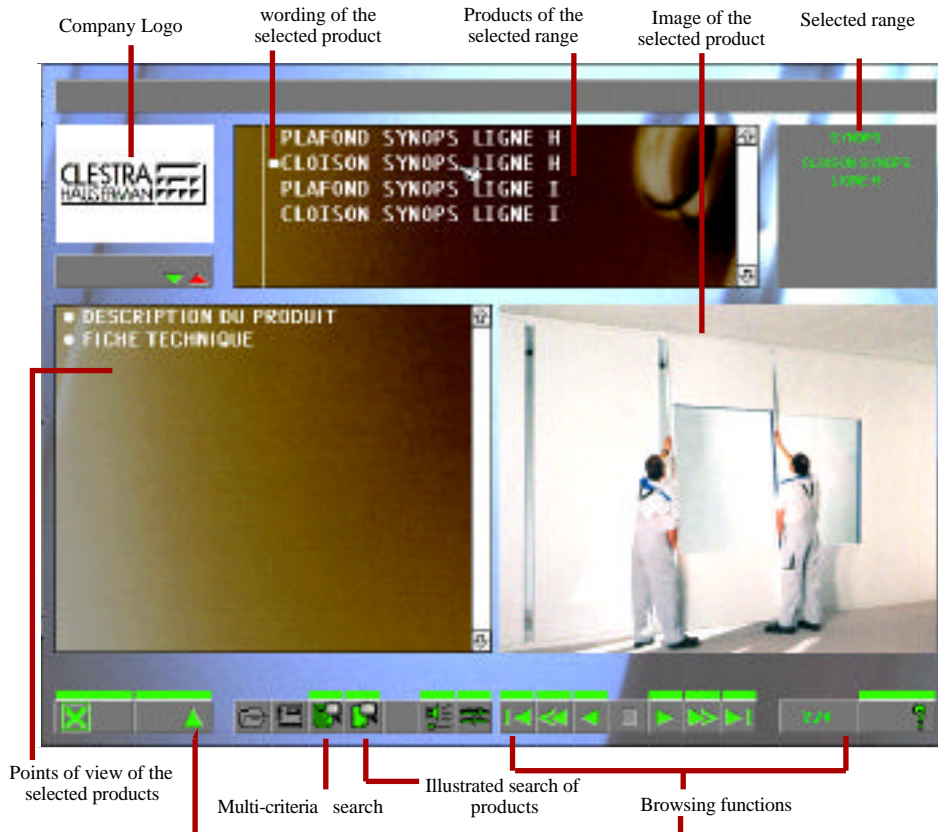 Company Logo
wording of the
selected product
Products of the
selected range
Image of the
selected product
Selected range
CLESTRA
HAUSERMAN
PLAFOND SYNOPS LIGNE H
CLOISON SYNOPS LIGNE H
PLAFOND SYNOPS LIGNE I
CLOISON SYNOPS LIGNE I
SYNOPS
CLOISON SYNOPS
LIGNE H
DESCRIPTION DU PRODUIT
FICHE TECHNIQUE
2/4
?
Points of view of the
selected products
Multi-criteria search
Illustrated search of
products
Browsing functions